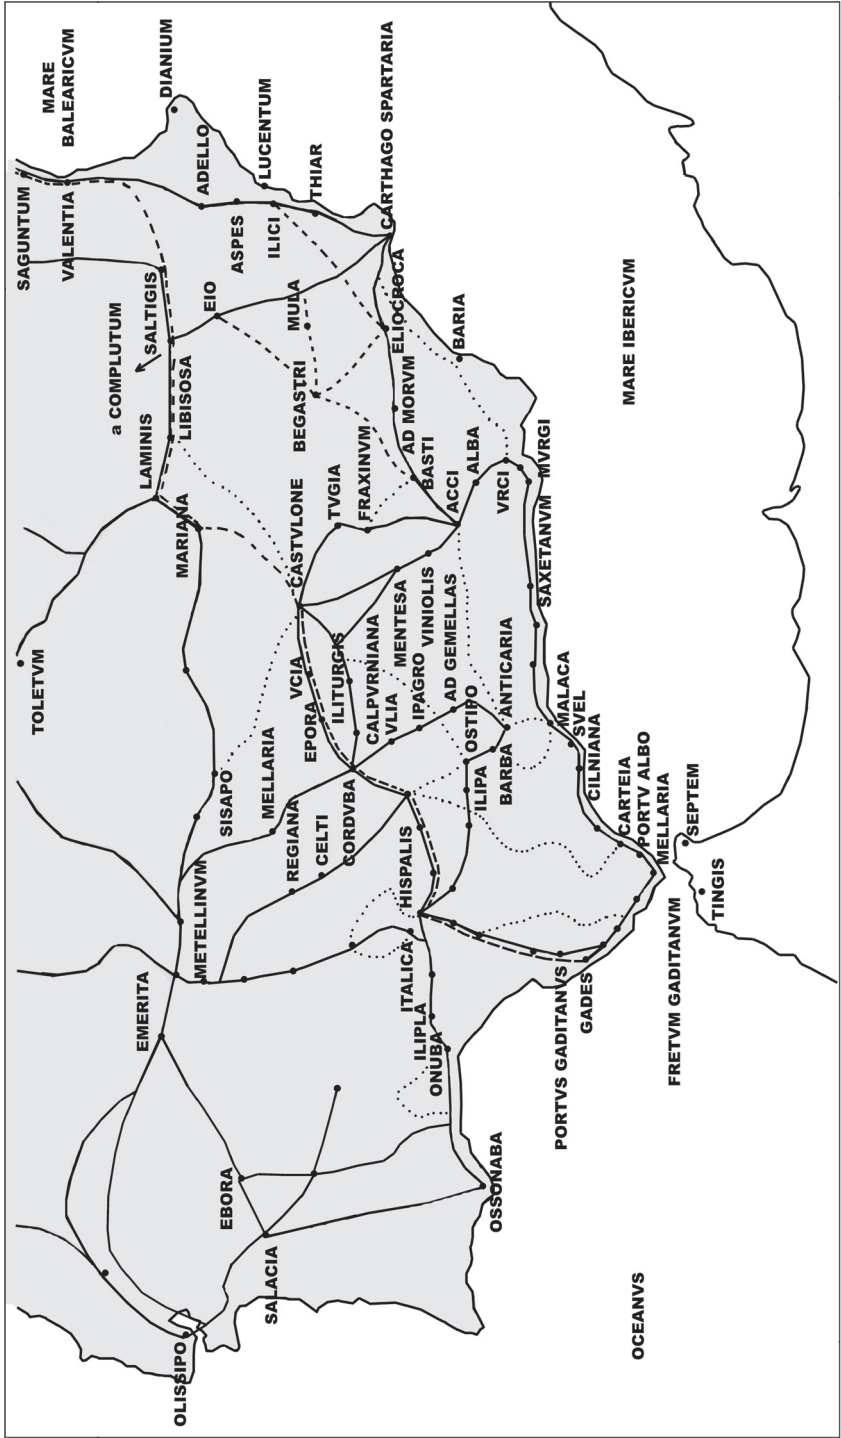 MARE
BALEARICVM
DIANIUM
SAGUNTUM
VALENTIA
ADELLO
LUCENTUM
ASPES
ILICI
THIAR
CARTHAGO SPARTARIA
a COMPLUTUM
SALTIGIS
EIO
MULA
ELIOCROCA
BARIA
MARE IBERICVM
LAMINIS
LIBISOSA
BEGASTRI
AD MORVM
BASTI
MARIANA
CASTVLONE
TVGIA
FRAXINVM
ACCI
ALBA
VRCI
MVRGI
SAXETANVM
TOLETVM
VCIA
ILITURGIS
MENTESA
VINIOLIS
CALPVRNIANA
IPAGRO
AD GEMELLAS
ANTICARIA
EPORA
VLIA
OSTIPO
MALACA
SVEL
CILNIANA
SISAPO
MELLARIA
CORDVBA
ILIPA
BARBA
CARTEIA
PORTV ALBO
MELLARIA
SEPTEM
REGIANA
CELTI
HISPALIS
TINGIS
METELLINVM
ITALICA
EMERITA
ILIPLA
ONUBA
PORTVS GADITANVS
GADES
FRETVM GADITANVM
EBORA
OSSONABA
SALACIA
OLISSIPO
OCEANVS